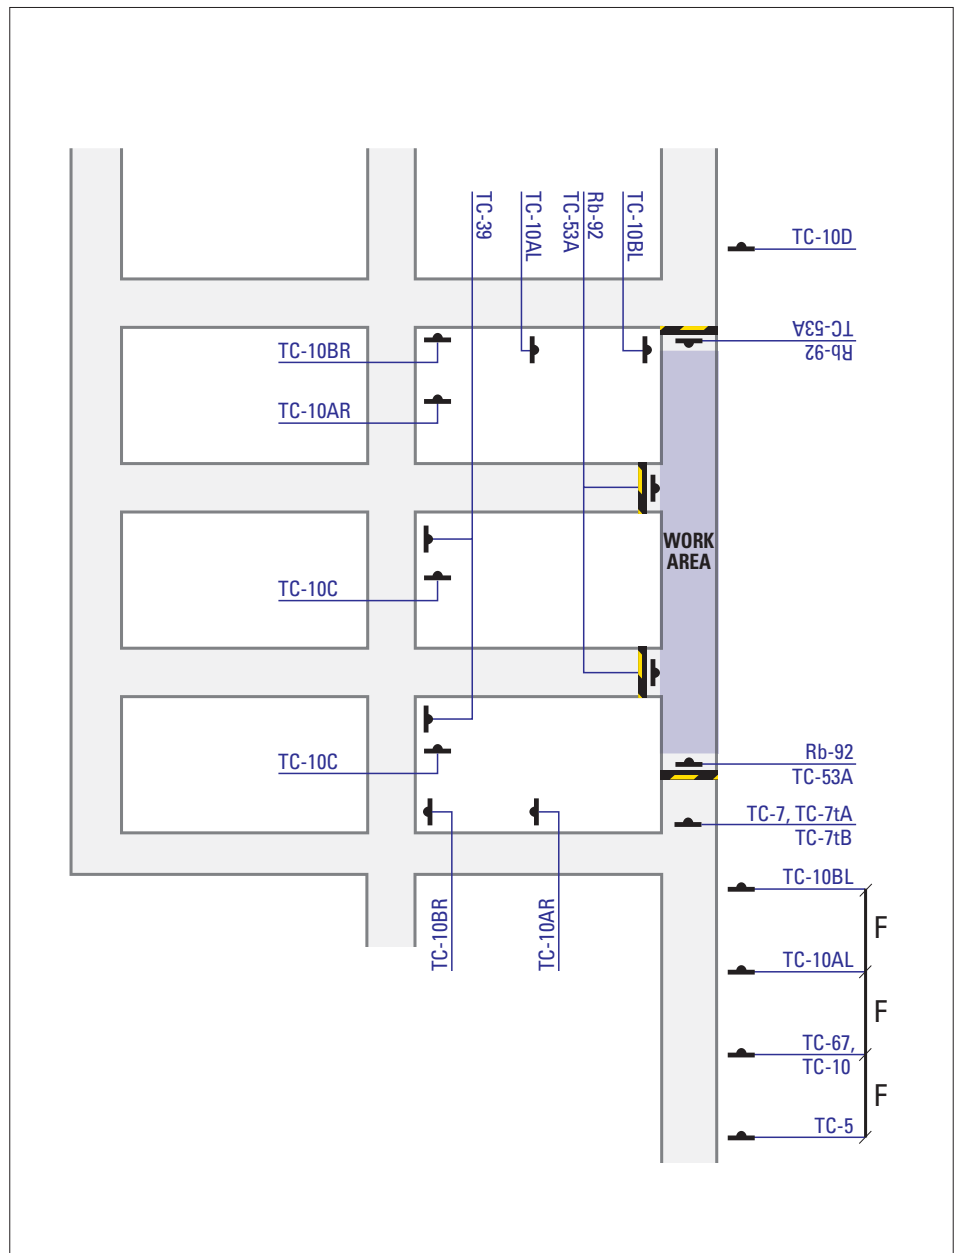 TC-39
TC-10AL
Rb-92
TC-53A
TC-10BL
TC-10D
TC-53A
Rb-92
TC-10BR
TC-10AR
WORK
AREA
TC-10C
TC-10C
Rb-92
TC-53A
TC-7, TC-7tA
TC-7tB
TC-10BL
TC-10BR
TC-10AR
F
TC-10AL
F
TC-67,
TC-10
F
TC-5